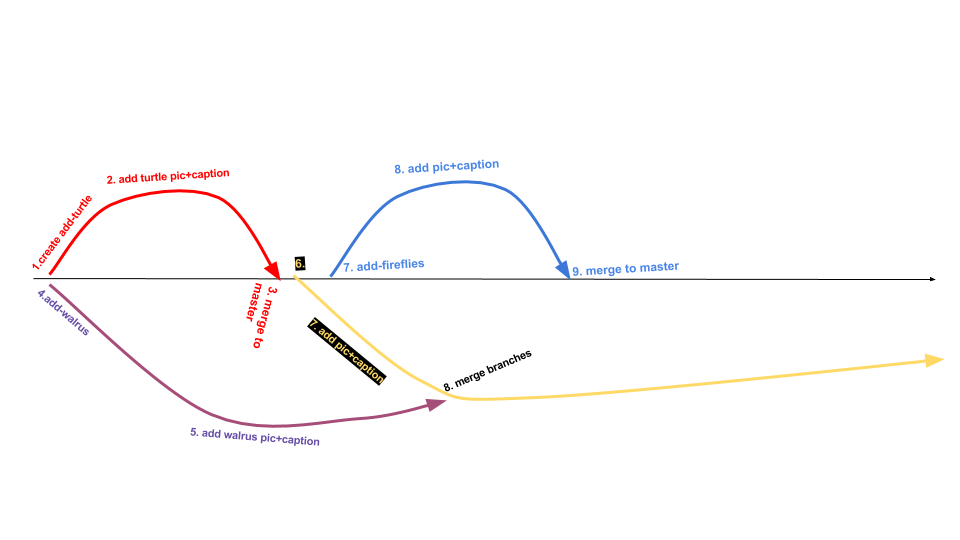 1.create add-turtle
2. add turtle pic+caption
3. merge to
master
4.add-walrus
5. add walrus pic+caption
6.
7. add pic+caption
8. merge branches
7. add-fireflies
8. add pic+caption
9. merge to master